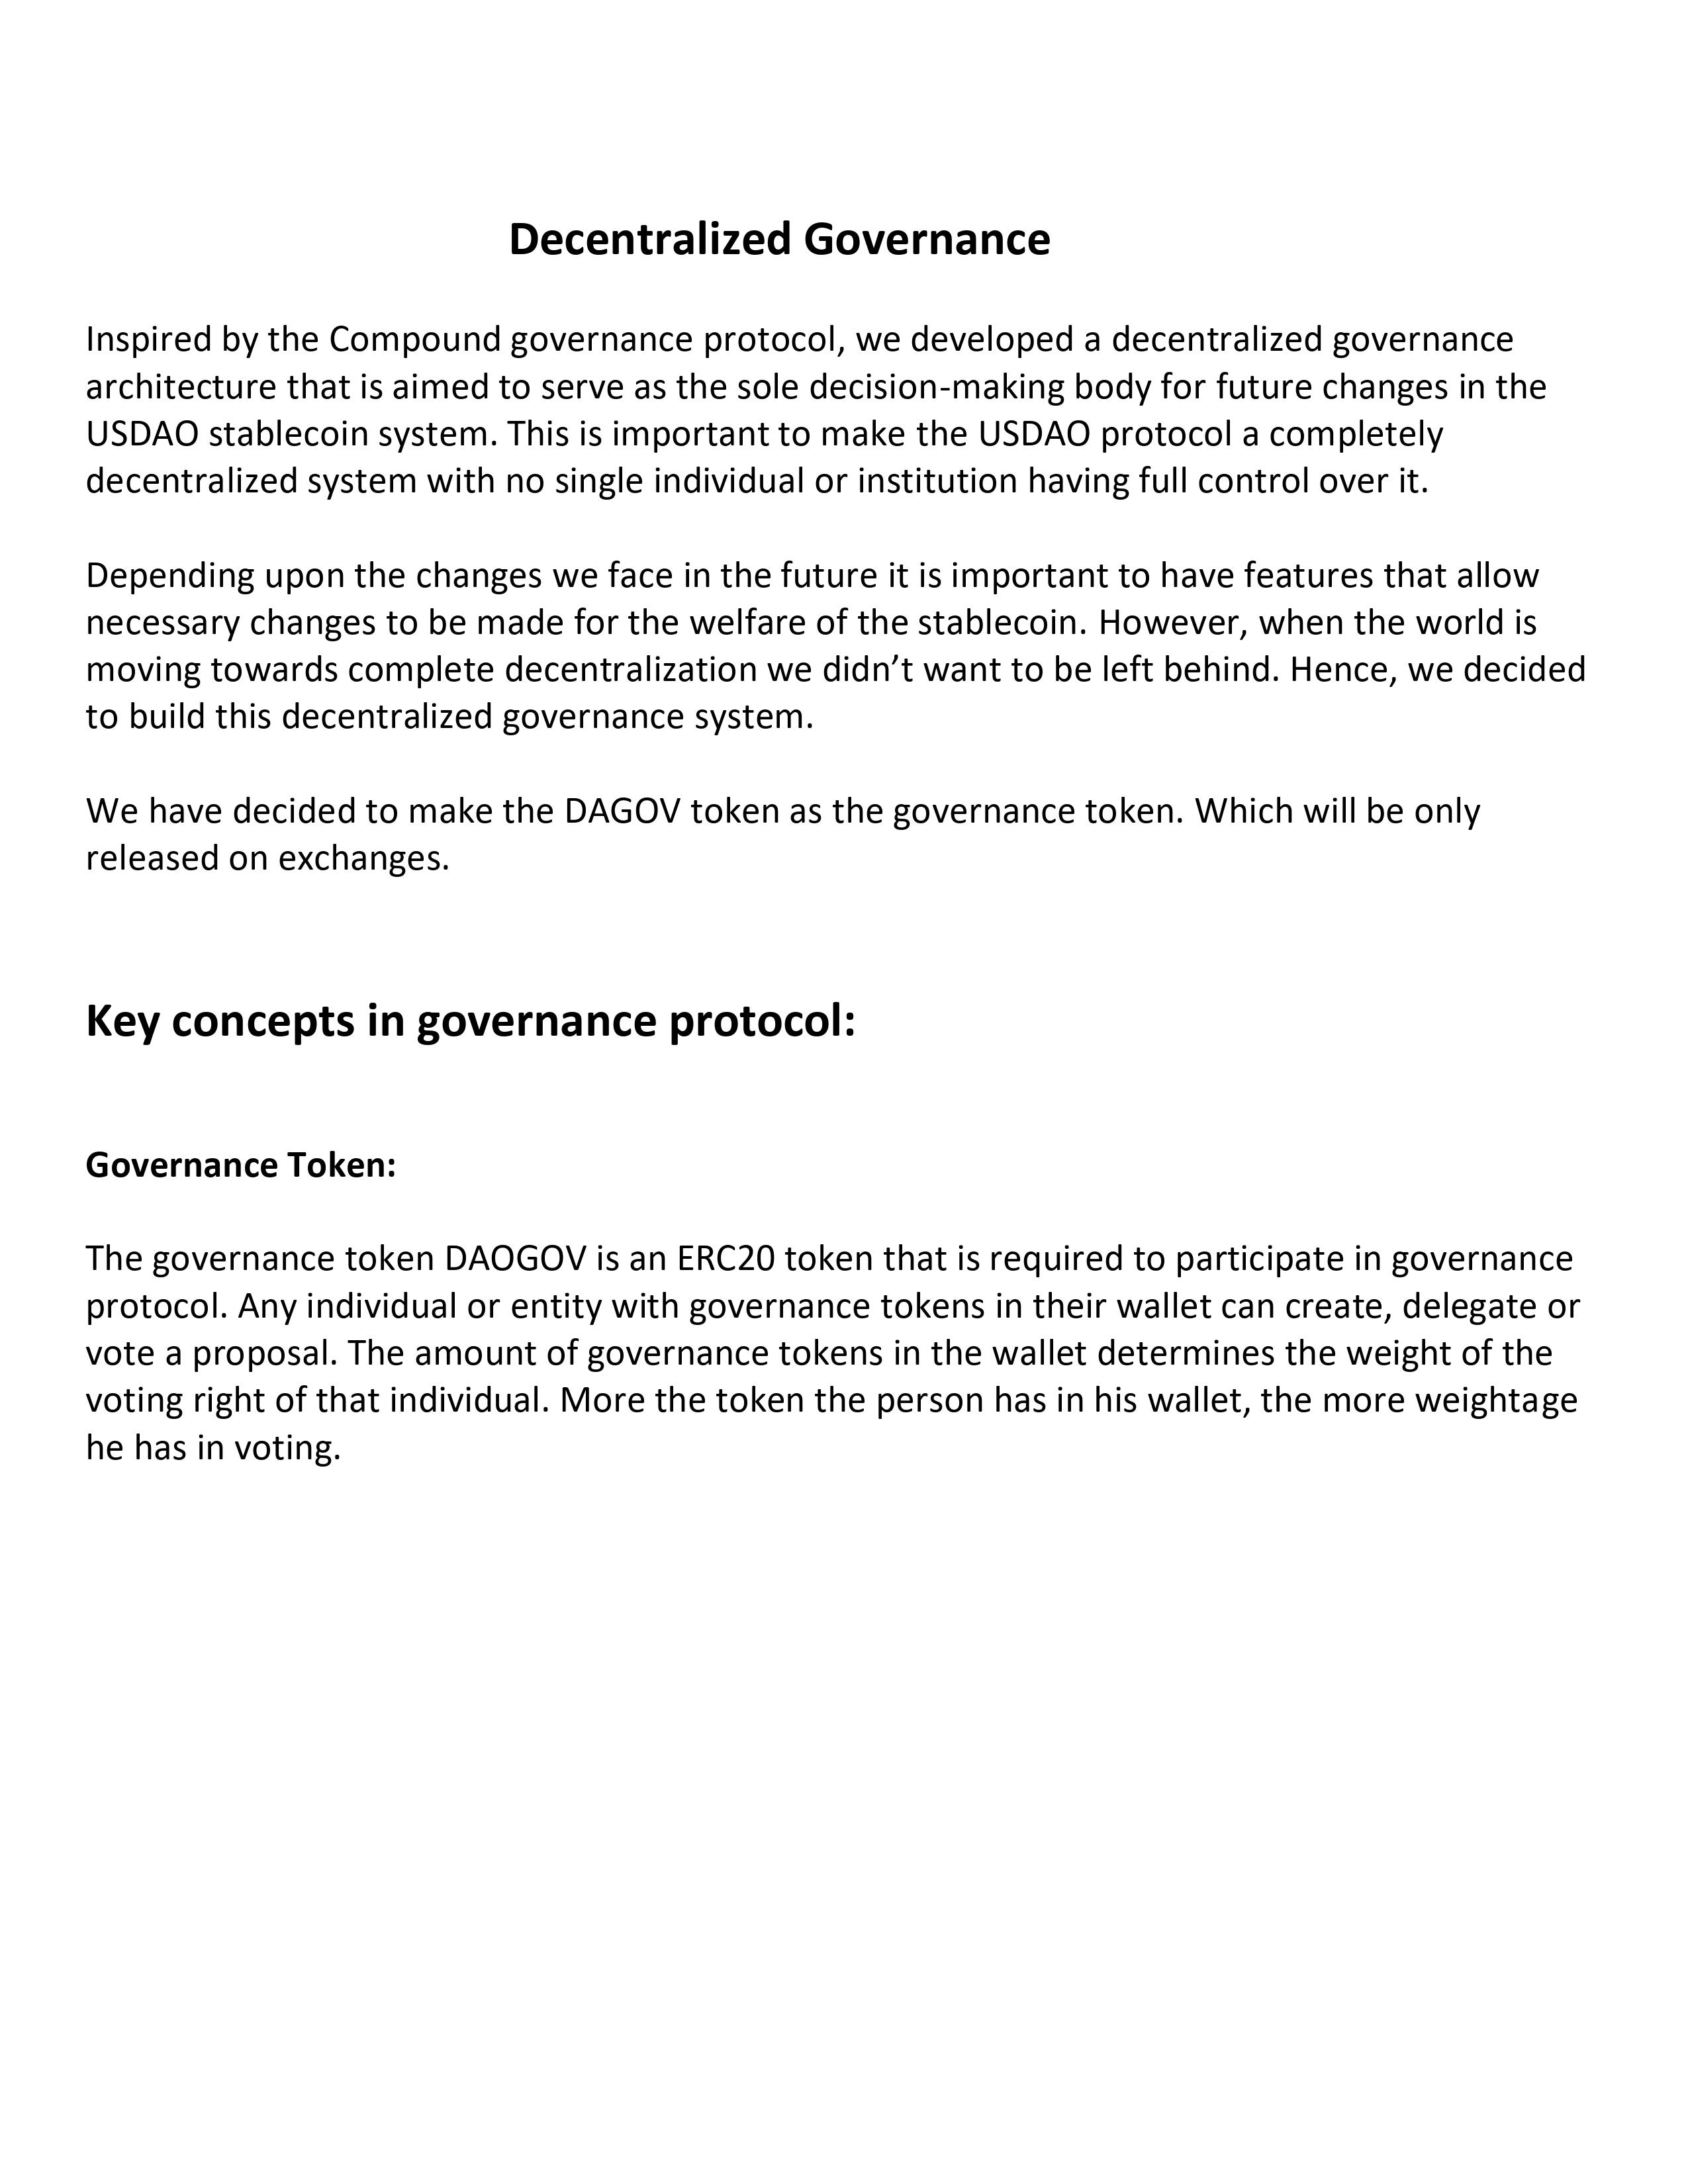 Decentralized Governance
Inspired by the Compound governance protocol, we developed a decentralized governance
architecture that is aimed to serve as the sole decision-making body for future changes in the
USDAO stablecoin system. This is important to make the USDAO protocol a completely
decentralized system with no single individual or institution having full control over it.
Depending upon the changes we face in the future it is important to have features that allow
necessary changes to be made for the welfare of the stablecoin. However, when the world is
moving towards complete decentralization we didn’t want to be left behind. Hence, we decided
to build this decentralized governance system.
We have decided to make the DAGOV token as the governance token. Which will be only
released on exchanges.
Key concepts in governance protocol:
Governance Token:
The governance token DAOGOV is an ERC20 token that is required to participate in governance
protocol. Any individual or entity with governance tokens in their wallet can create, delegate or
vote a proposal. The amount of governance tokens in the wallet determines the weight of the
voting right of that individual. More the token the person has in his wallet, the more weightage
he has in voting.